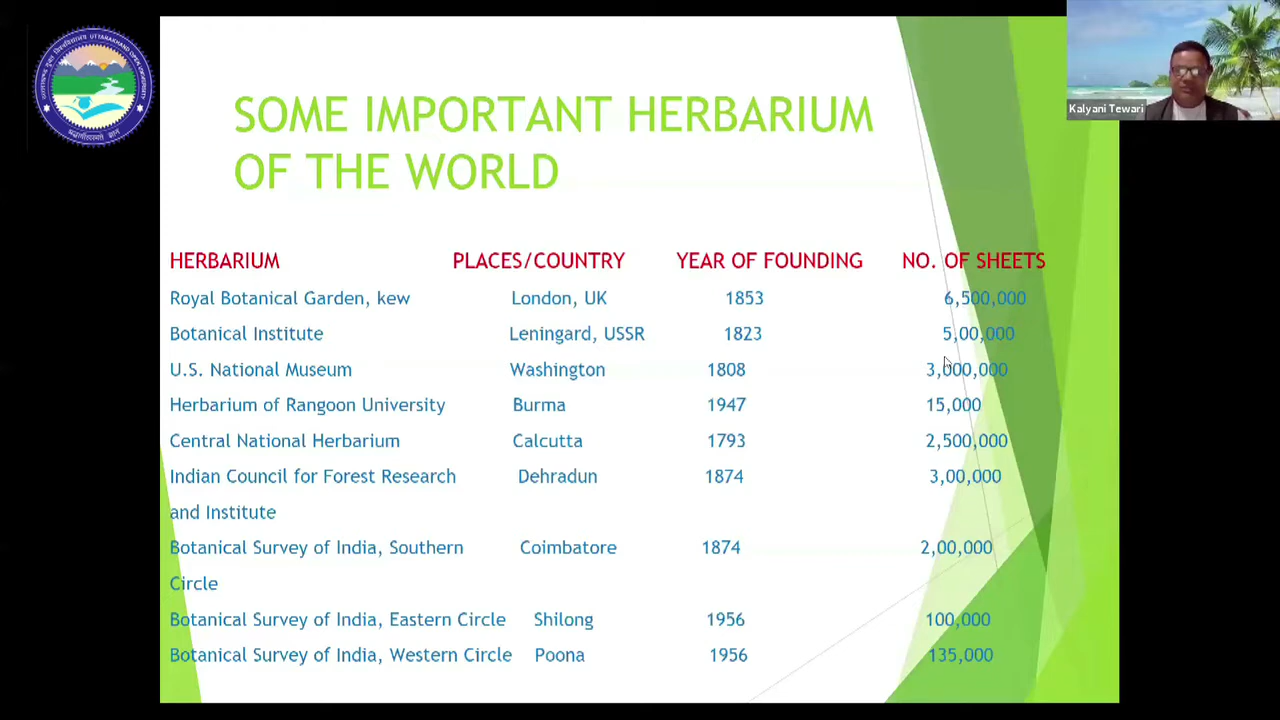 UTTARAKHAND OPEN UNIVERSITY
Kalyani Tewari
SOME IMPORTANT HERBARIUM
OF THE WORLD
HERBARIUM PLACES/COUNTRY YEAR OF FOUNDING NO. OF SHEETS
Royal Botanical Garden, kew London, UK 1853 6,500,000
Botanical Institute Leningard, USSR 1823 5,00,000
U.S. National Museum Washington 1808 3,000,000
Herbarium of Rangoon University Burma 1947 15,000
Central National Herbarium Calcutta 1793 2,500,000
Indian Council for Forest Research Dehradun 1874 3,00,000
and Institute
Botanical Survey of India, Southern Coimbatore 1874 2,00,000
Circle
Botanical Survey of India, Eastern Circle Shilong 1956 100,000
Botanical Survey of India, Western Circle Poona 1956 135,000